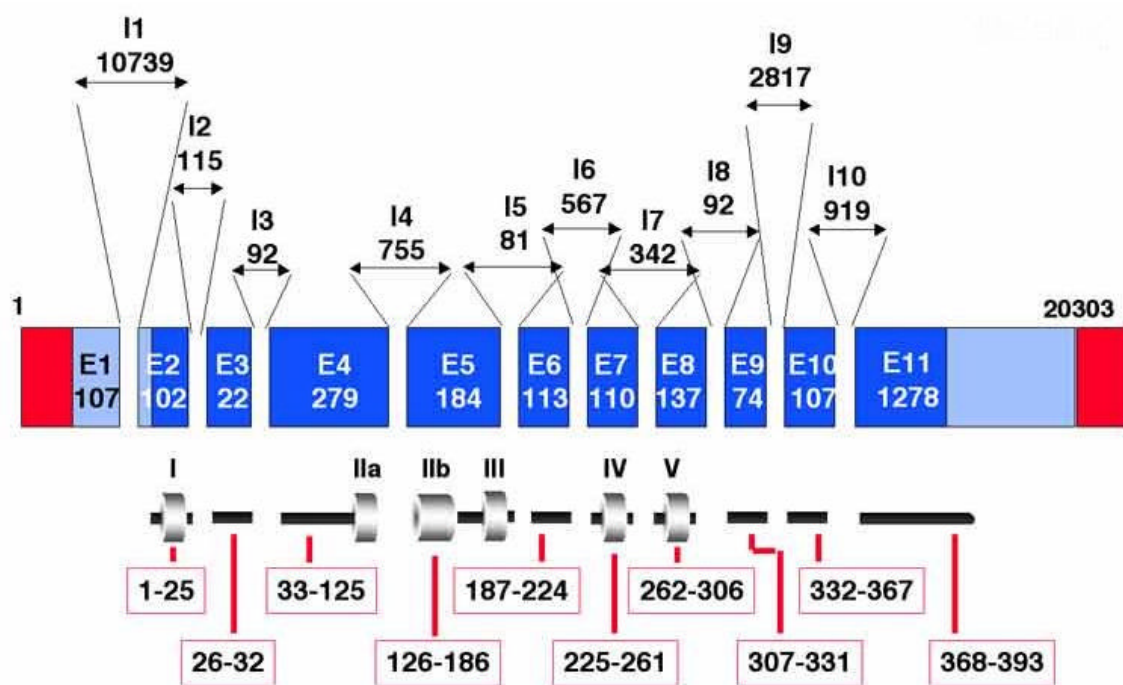 I1
10739
I2
115
I3
92
I4
755
I5
81
I6
567
I7
342
I8
92
I9
2817
I10
919
1
20303
E1
107
E2
102
E3
22
E4
279
E5
184
E6
113
E7
110
E8
137
E9
74
E10
107
E11
1278
I
IIa
IIb
III
IV
V
1-25
33-125
187-224
262-306
332-367
26-32
126-186
225-261
307-331
368-393